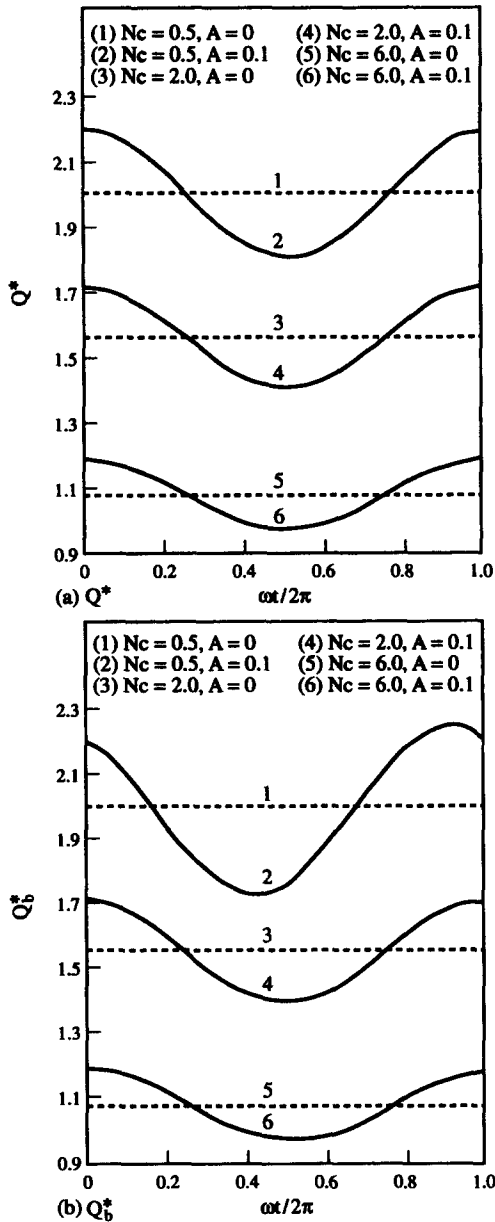 (1) Nc = 0.5, A = 0 (4) Nc = 2.0, A = 0.1
(2) Nc = 0.5, A = 0.1 (5) Nc = 6.0, A = 0
(3) Nc = 2.0, A = 0 (6) Nc = 6.0, A = 0.1
2.3
2.1
1.9
1.7
1.5
1.3
1.1
0.9
Q*
1
2
3
4
5
6
0 0.2 0.4 0.6 0.8 1.0
(a) Q* ωt/2π
(1) Nc = 0.5, A = 0 (4) Nc = 2.0, A = 0.1
(2) Nc = 0.5, A = 0.1 (5) Nc = 6.0, A = 0
(3) Nc = 2.0, A = 0 (6) Nc = 6.0, A = 0.1
2.3
2.1
1.9
1.7
1.5
1.3
1.1
0.9
Q*b
1
2
3
4
5
6
0 0.2 0.4 0.6 0.8 1.0
(b) Q*b ωt/2π